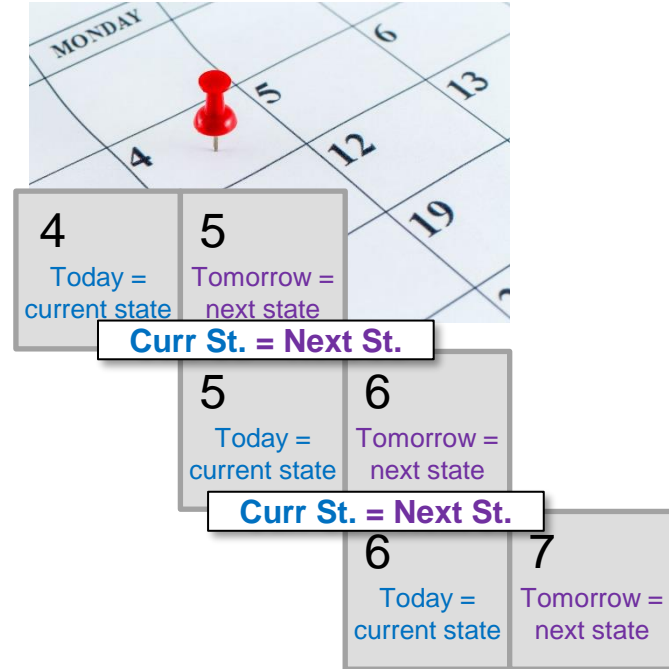 MONDAY
6
5
13
4
12
19
4
5
Today =
current state
Tomorrow =
next state
Curr St. = Next St.
5
6
Today =
current state
Tomorrow =
next state
Curr St. = Next St.
6
7
Today =
current state
Tomorrow =
next state